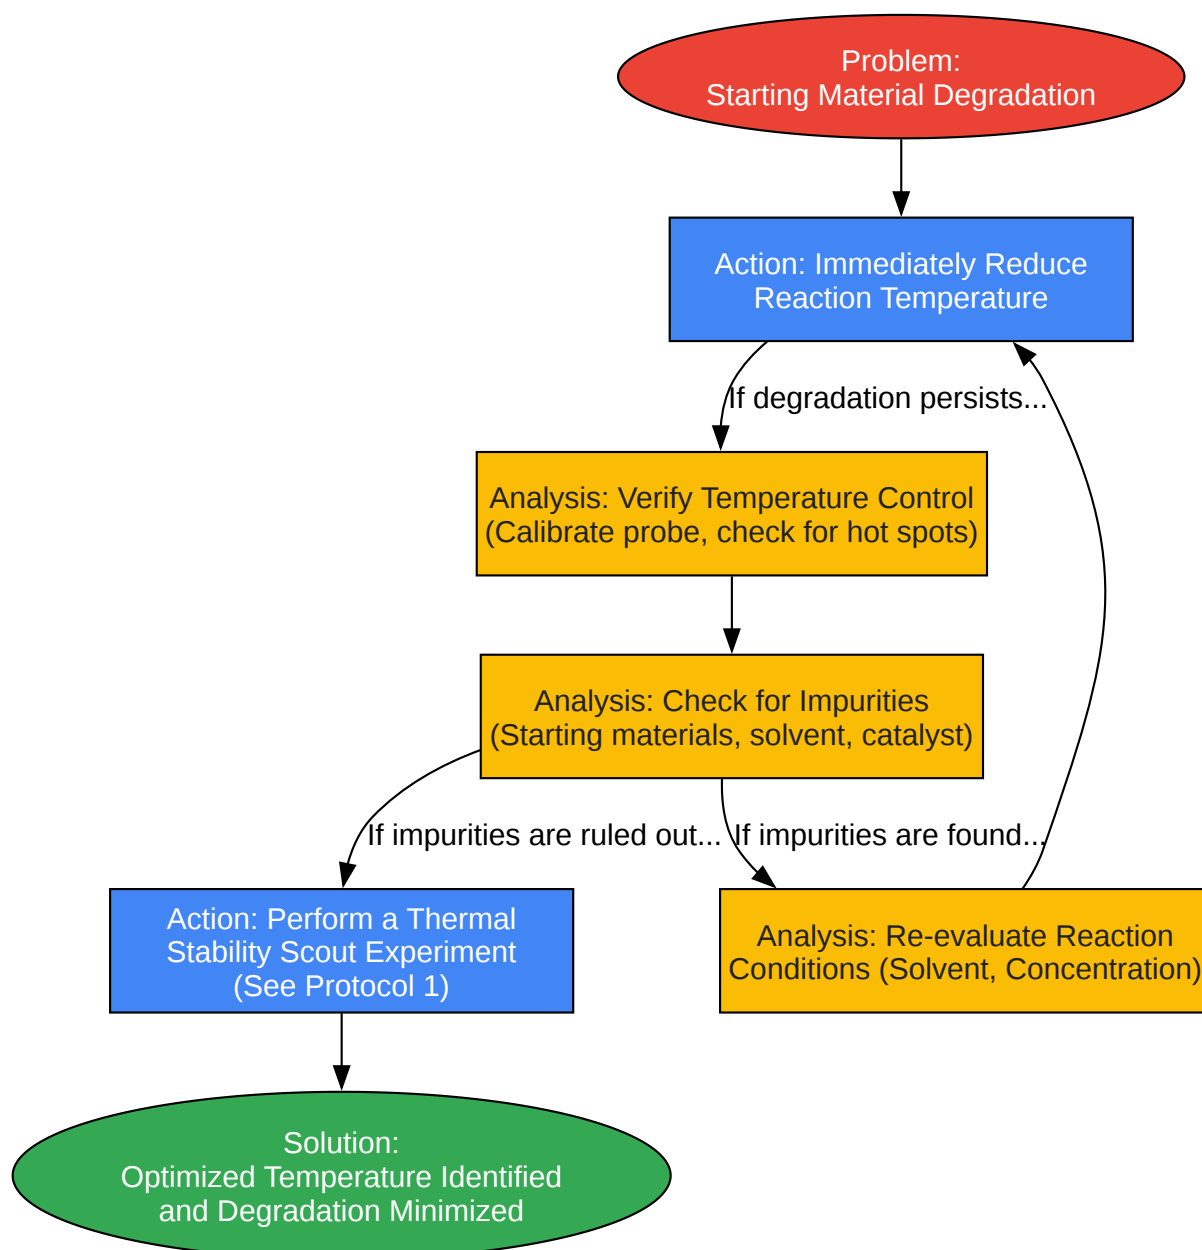 Problem:
Starting Material Degradation
Action: Immediately Reduce
Reaction Temperature
If degradation persists...
Analysis: Verify Temperature Control
(Calibrate probe, check for hot spots)
Analysis: Check for Impurities
(Starting materials, solvent, catalyst)
If impurities are ruled out...
If impurities are found...
Action: Perform a Thermal
Stability Scout Experiment
(See Protocol 1)
Analysis: Re-evaluate Reaction
Conditions (Solvent, Concentration)
Solution:
Optimized Temperature Identified
and Degradation Minimized